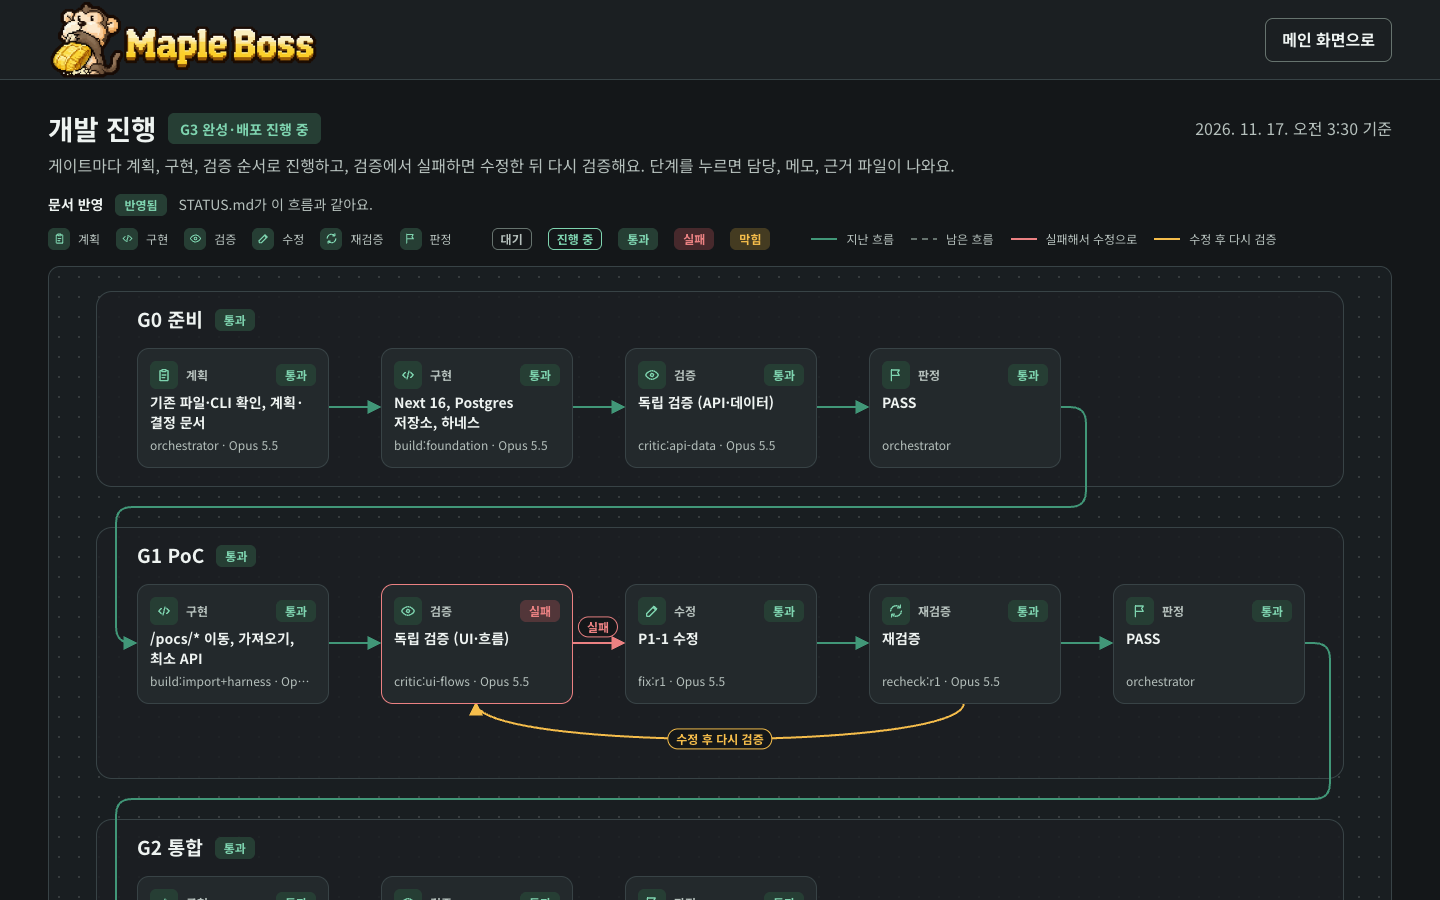 Maple Boss
메인 화면으로
개발 진행
G3 완성·배포 진행 중
2026. 11. 17. 오전 3:30 기준
게이트마다 계획, 구현, 검증 순서로 진행하고, 검증에서 실패하면 수정한 뒤 다시 검증해요. 단계를 누르면 담당, 메모, 근거 파일이 나와요.
문서 반영 반영됨 STATUS.md가 이 흐름과 같아요.
계획 구현 검증 수정 재검증 판정 대기 진행 중 통과 실패 막힘 지난 흐름 남은 흐름 실패해서 수정으로 수정 후 다시 검증
G0 준비 통과
계획 통과
기존 파일·CLI 확인, 계획·
결정 문서
orchestrator · Opus 5.5
구현 통과
Next 16, Postgres
저장소, 하네스
build:foundation · Opus 5.5
검증 통과
독립 검증 (API·데이터)
critic:api-data · Opus 5.5
판정 통과
PASS
orchestrator
G1 PoC 통과
구현 통과
/pocs/* 이동, 가져오기,
최소 API
build:import+harness · Op…
검증 실패
독립 검증 (UI·흐름)
critic:ui-flows · Opus 5.5
실패
수정 통과
P1-1 수정
fix:r1 · Opus 5.5
재검증 통과
재검증
recheck:r1 · Opus 5.5
판정 통과
PASS
orchestrator
수정 후 다시 검증
G2 통합 통과